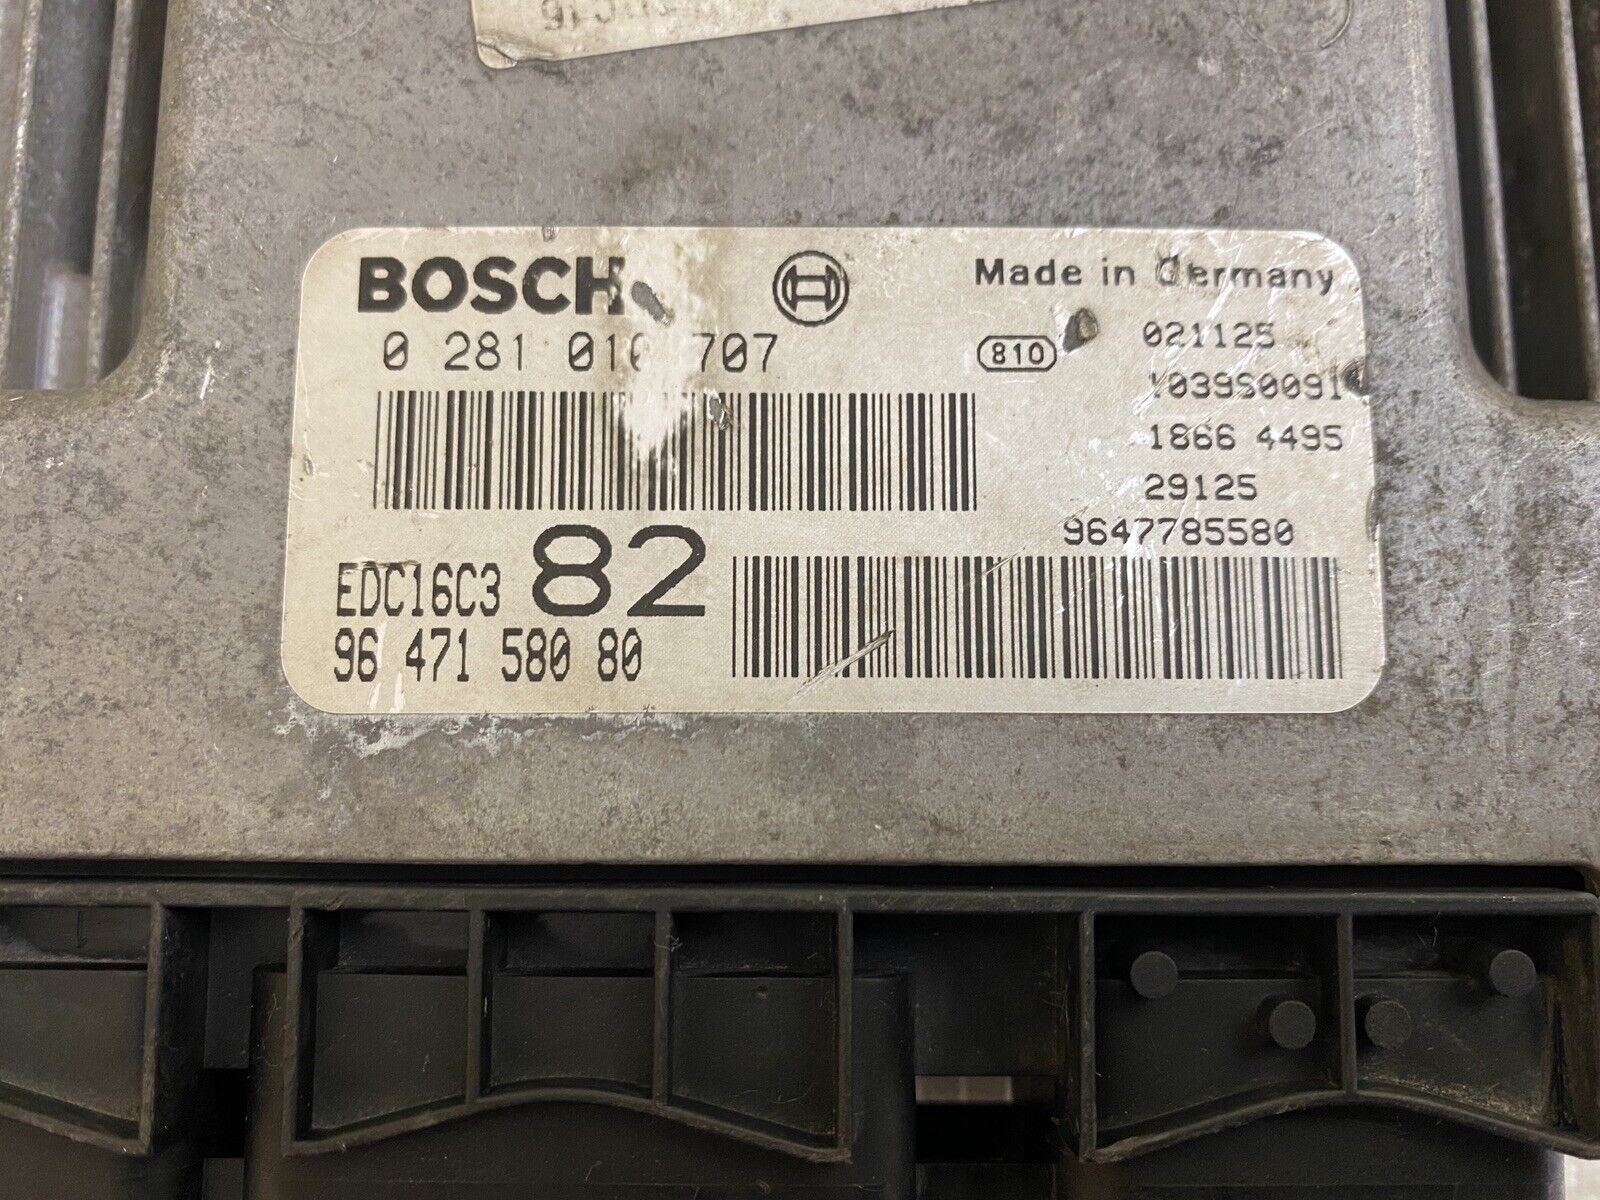 BOSCH
Made in Germany
0 281 010 707
810
021125
1039S0091
1866 4495
29125
9647785580
EDC16C3
82
96 471 580 80